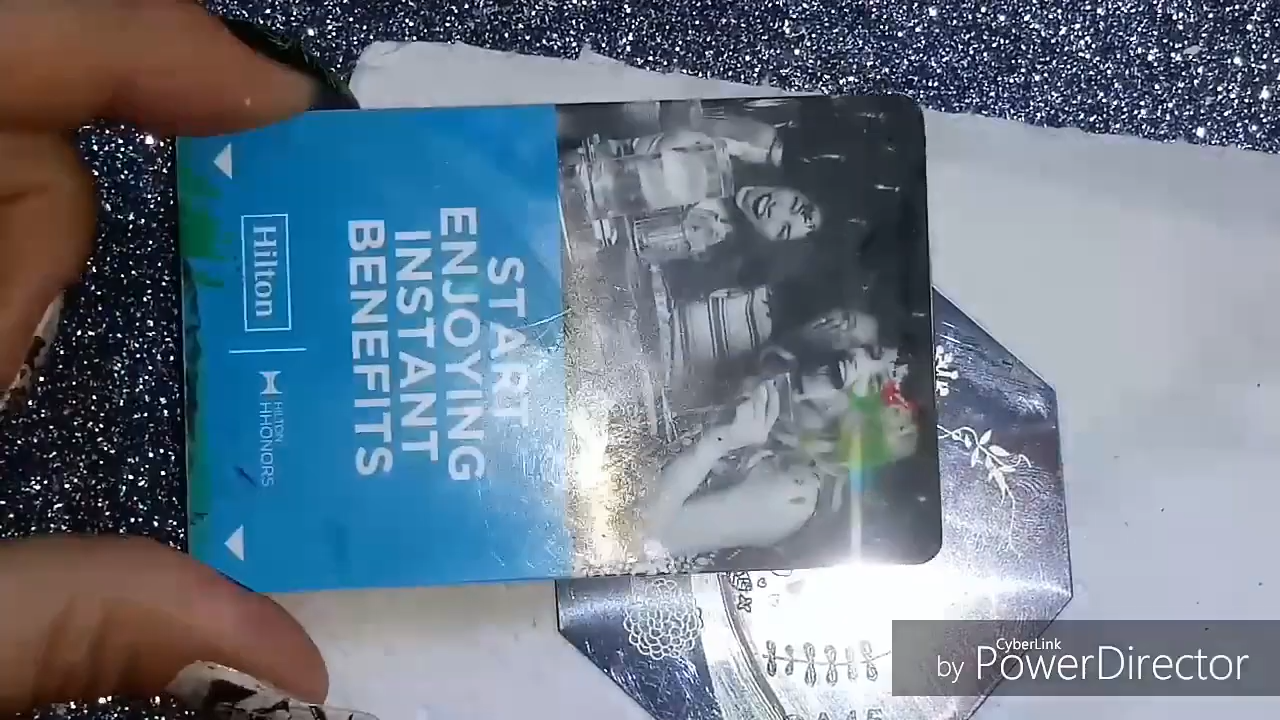 START
ENJOYING
INSTANT
BENEFITS
Hilton
HILTON
HHONORS
CyberLink
by PowerDirector